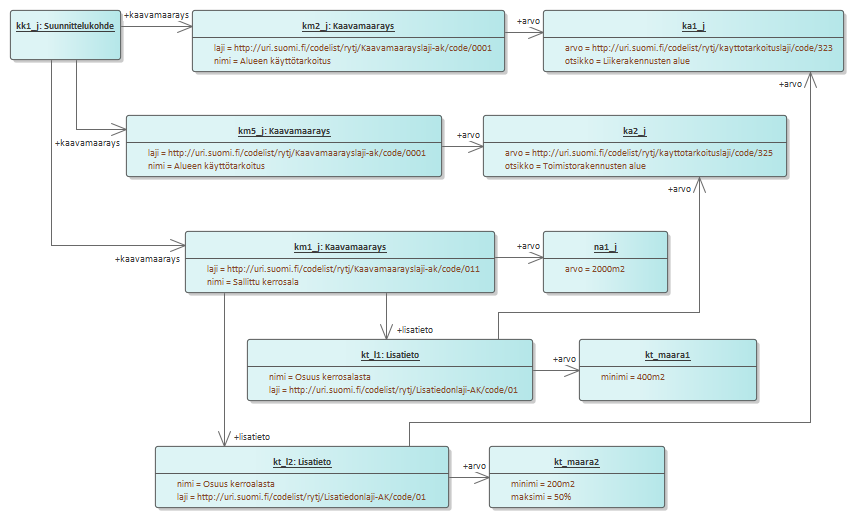 kk1_j: Suunnittelukohde
+kaavamaarays
km2_j: Kaavamaarays
laji = http://uri.suomi.fi/codelist/rytj/Kaavamaarayslaji-ak/code/0001
nimi = Alueen käyttötarkoitus
+arvo
ka1_j
arvo = http://uri.suomi.fi/codelist/rytj/kayttotarkoituslaji/code/323
otsikko = Liikerakennusten alue
+arvo
+kaavamaarays
km5_j: Kaavamaarays
laji = http://uri.suomi.fi/codelist/rytj/Kaavamaarayslaji-ak/code/0001
nimi = Alueen käyttötarkoitus
+arvo
ka2_j
arvo = http://uri.suomi.fi/codelist/rytj/kayttotarkoituslaji/code/325
otsikko = Toimistorakennusten alue
+arvo
+kaavamaarays
km1_j: Kaavamaarays
laji = http://uri.suomi.fi/codelist/rytj/Kaavamaarayslaji-ak/code/011
nimi = Sallittu kerrosala
+arvo
na1_j
arvo = 2000m2
+lisatieto
kt_l1: Lisatieto
nimi = Osuus kerrosalasta
laji = http://uri.suomi.fi/codelist/rytj/Lisatiedonlaji-AK/code/01
+arvo
kt_maara1
minimi = 400m2
+lisatieto
kt_l2: Lisatieto
nimi = Osuus kerroalasta
laji = http://uri.suomi.fi/codelist/rytj/Lisatiedonlaji-AK/code/01
+arvo
kt_maara2
minimi = 200m2
maksimi = 50%